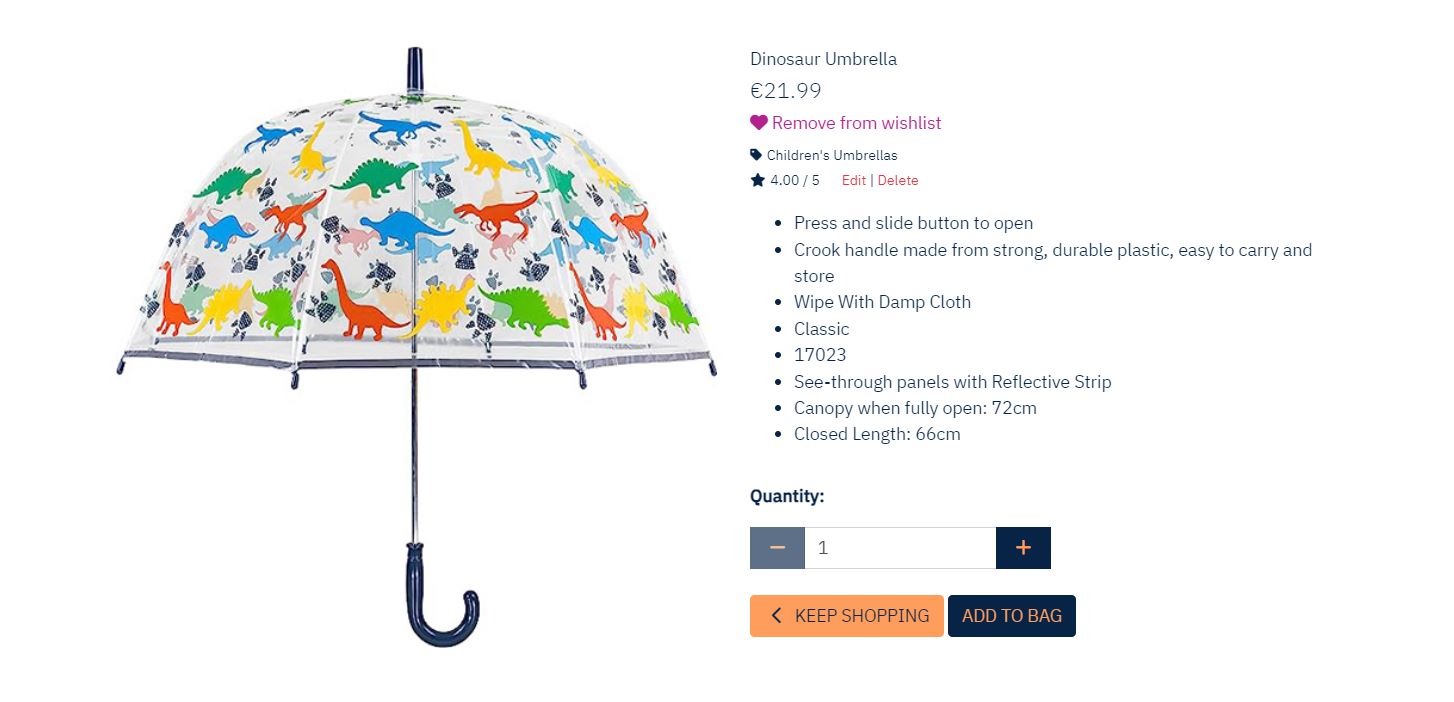 Dinosaur Umbrella
€21.99
Remove from wishlist
Children's Umbrellas
4.00 / 5 Edit | Delete
Press and slide button to open
Crook handle made from strong, durable plastic, easy to carry and
store
Wipe With Damp Cloth
Classic
17023
See-through panels with Reflective Strip
Canopy when fully open: 72cm
Closed Length: 66cm
Quantity:
1
KEEP SHOPPING ADD TO BAG